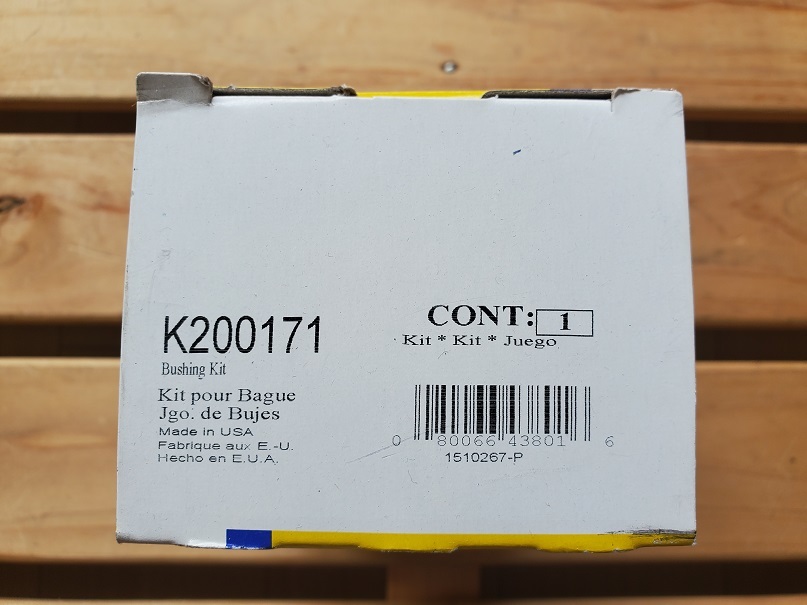 K200171
Bushing Kit
Kit pour Bague
Jgo. de Bujes
Made in USA
Fabrique aux E.-U.
Hecho en E.U.A.
CONT: 1
Kit * Kit * Juego
0 80066 43801 6
1510267-P